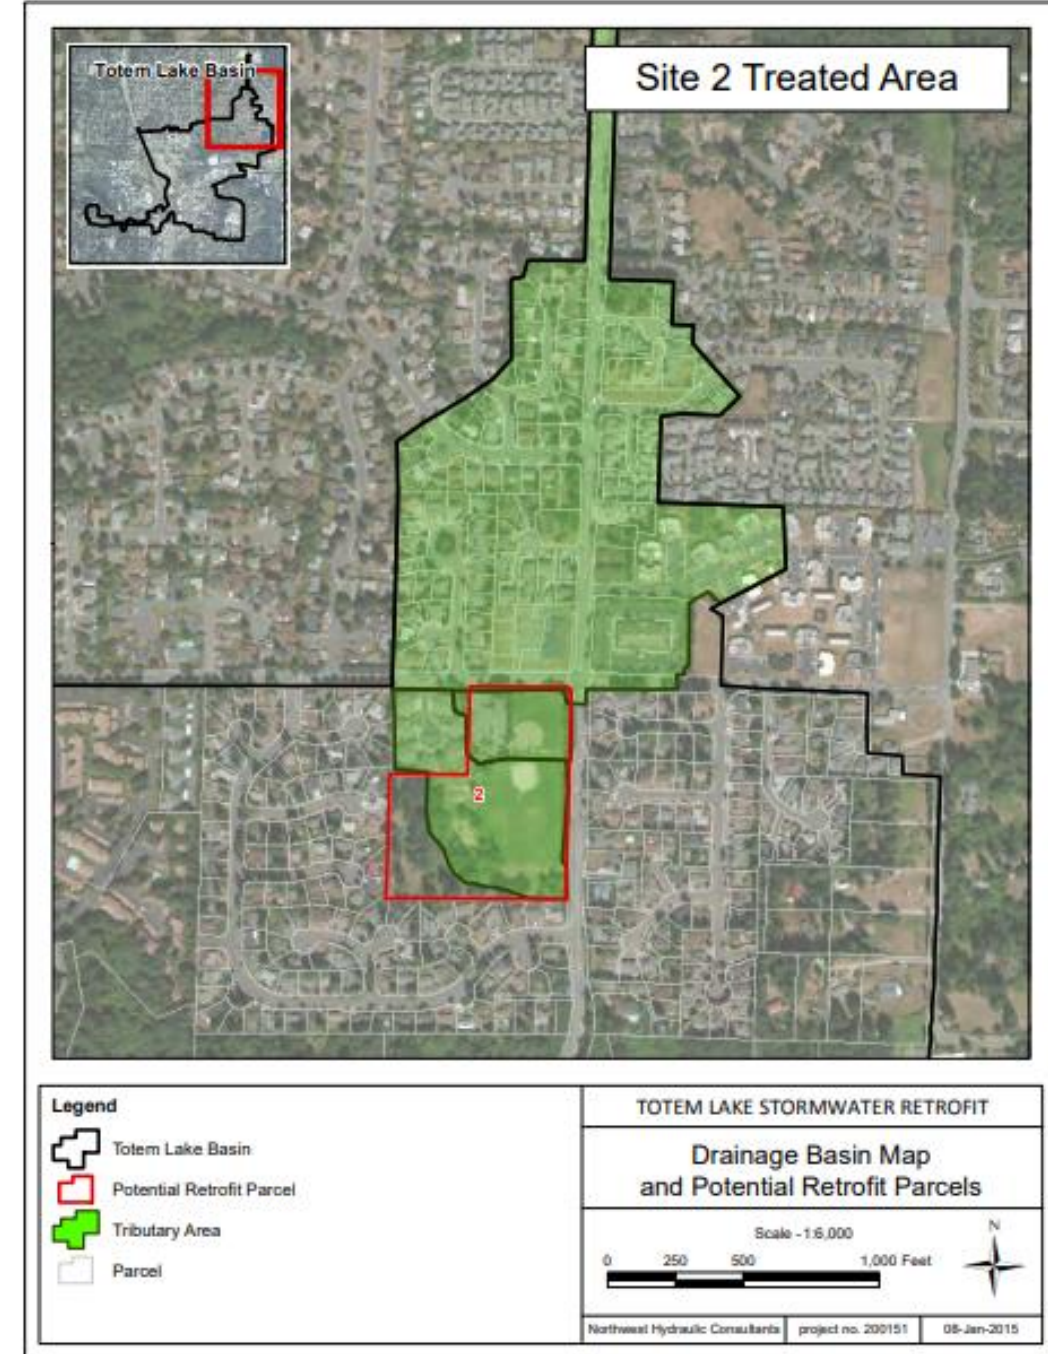 Totem Lake Basin
Site 2 Treated Area
2
Legend
Totem Lake Basin
Potential Retrofit Parcel
Tributary Area
Parcel
TOTEM LAKE STORMWATER RETROFIT
Drainage Basin Map
and Potential Retrofit Parcels
Scale - 1:6,000
0 250 500 1,000 Feet
N
Northwest Hydraulic Consultants project no. 200151 08-Jan-2015